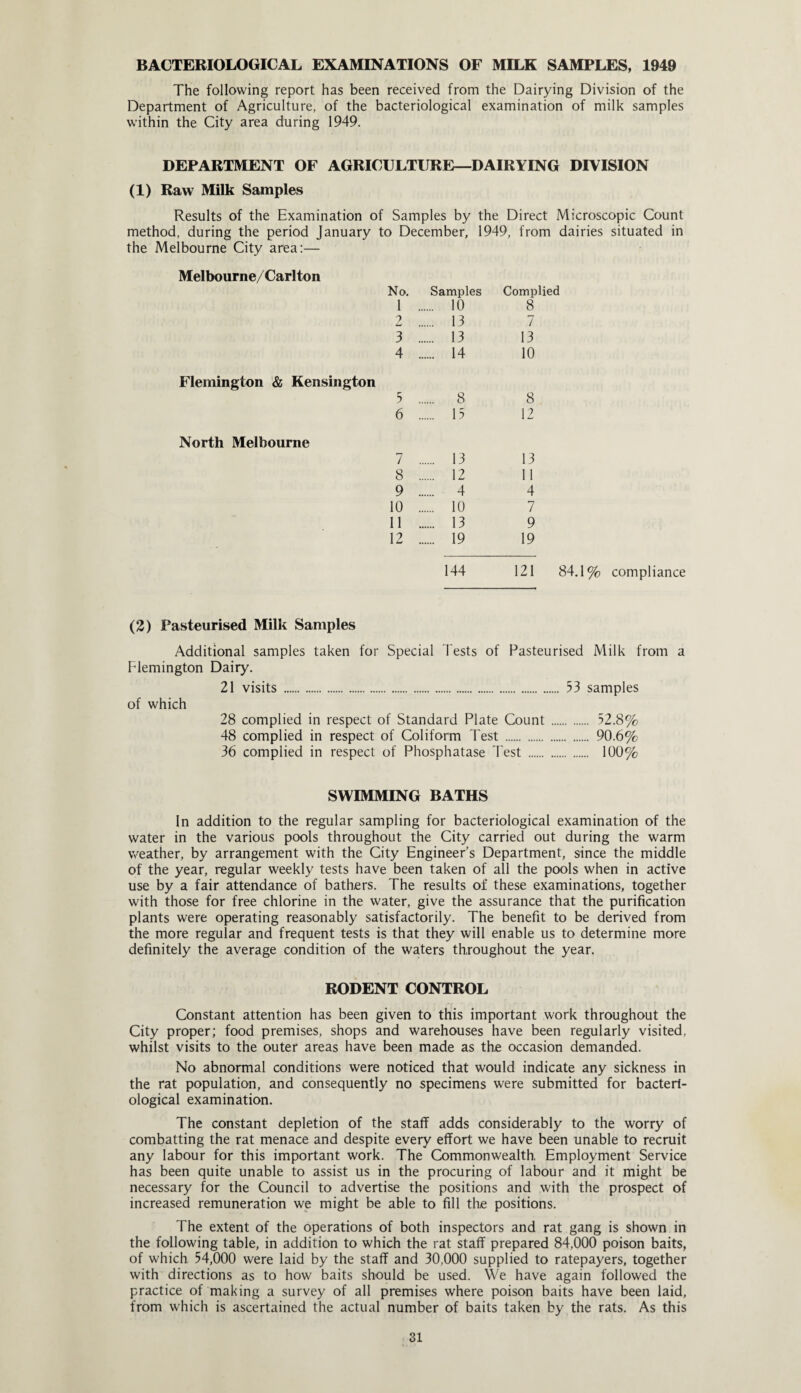 BACTERIOLOGICAL EXAMINATIONS OF MILK SAMPLES, 1949
The following report has been received from the Dairying Division of the
Department of Agriculture, of the bacteriological examination of milk samples
within the City area during 1949.
DEPARTMENT OF AGRICULTURE—DAIRYING DIVISION
(1) Raw Milk Samples
Results of the Examination of Samples by the Direct Microscopic Count
method, during the period January to December, 1949, from dairies situated in
the Melbourne City area:—
Melbourne/Carlton
No. Samples Complied
1 ...... 10 8
2 ...... 13 7
3 ...... 13 13
4 ...... 14 10
Flemington & Kensington
5 ...... 8 8
6 ...... 15 12
North Melbourne
7 ...... 13 13
8 ...... 12 11
9 ...... 4 4
10 ...... 10 7
11 ...... 13 9
12 ...... 19 19
144 121 84.1% compliance
(2) Pasteurised Milk Samples
Additional samples taken for Special Tests of Pasteurised Milk from a
Flemington Dairy.
21 visits ...... ...... ...... ...... ...... ...... ...... ...... ...... ...... ...... ...... ...... 53 samples
of which
28 complied in respect of Standard Plate Count ...... ...... 52.8%
48 complied in respect of Coliform Test ...... ...... ...... ...... 90.6%
36 complied in respect of Phosphatase Test ...... ...... ...... 100%
SWIMMING BATHS
In addition to the regular sampling for bacteriological examination of the
water in the various pools throughout the City carried out during the warm
weather, by arrangement with the City Engineer's Department, since the middle
of the year, regular weekly tests have been taken of all the pools when in active
use by a fair attendance of bathers. The results of these examinations, together
with those for free chlorine in the water, give the assurance that the purification
plants were operating reasonably satisfactorily. The benefit to be derived from
the more regular and frequent tests is that they will enable us to determine more
definitely the average condition of the waters throughout the year.
RODENT CONTROL
Constant attention has been given to this important work throughout the
City proper; food premises, shops and warehouses have been regularly visited,
whilst visits to the outer areas have been made as the occasion demanded.
No abnormal conditions were noticed that would indicate any sickness in
the rat population, and consequently no specimens were submitted for bacteri-
ological examination.
The constant depletion of the staff adds considerably to the worry of
combatting the rat menace and despite every effort we have been unable to recruit
any labour for this important work. The Commonwealth Employment Service
has been quite unable to assist us in the procuring of labour and it might be
necessary for the Council to advertise the positions and with the prospect of
increased remuneration we might be able to fill the positions.
The extent of the operations of both inspectors and rat gang is shown in
the following table, in addition to which the rat staff prepared 84,000 poison baits,
of which 54,000 were laid by the staff and 30,000 supplied to ratepayers, together
with directions as to how baits should be used. We have again followed the
practice of making a survey of all premises where poison baits have been laid,
from which is ascertained the actual number of baits taken by the rats. As this
31